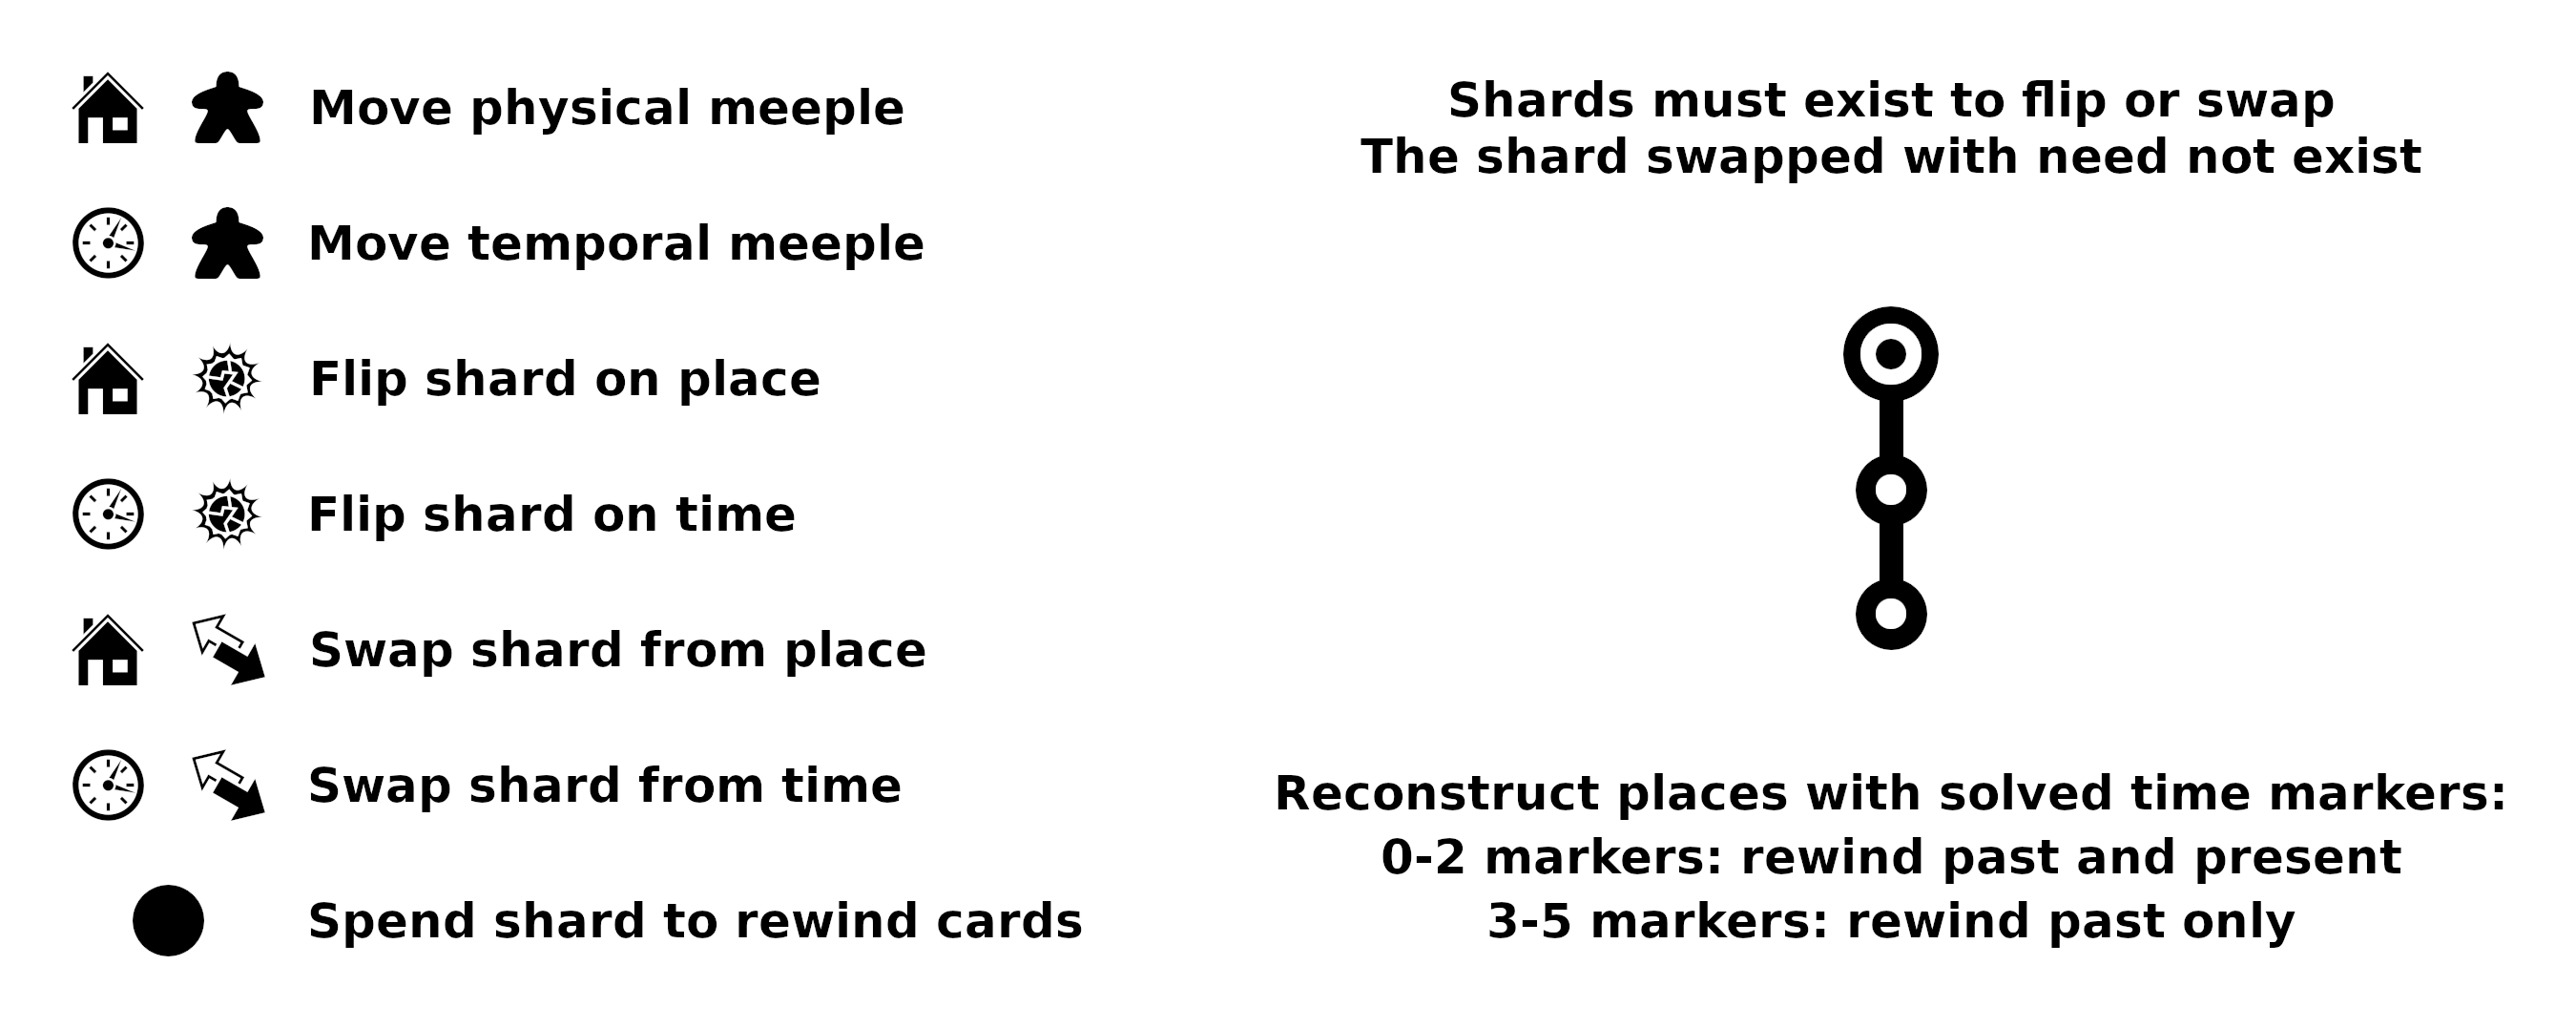 Move physical meeple
Move temporal meeple
Flip shard on place
Flip shard on time
Swap shard from place
Swap shard from time
Spend shard to rewind cards
Shards must exist to flip or swap
The shard swapped with need not exist
Reconstruct places with solved time markers:
0-2 markers: rewind past and present
3-5 markers: rewind past only